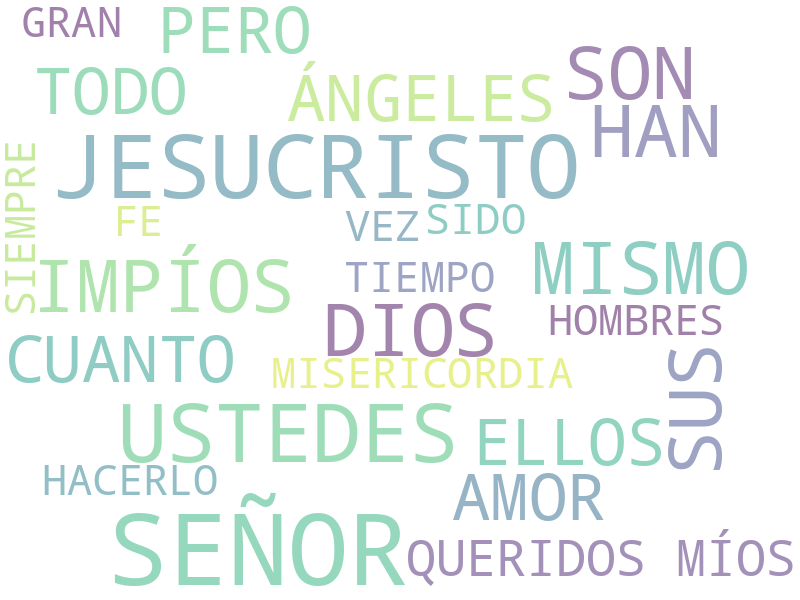 GRAN
PERO
SON
TODO
ÁNGELES
HAN
JESUCRISTO
SIEMPRE
FE
VEZ
SIDO
IMPÍOS
TIEMPO
MISMO
DIOS
HOMBRES
CUANTO
MISERICORDIA
SUS
USTEDES
ELLOS
HACERLO
AMOR
SEÑOR
QUERIDOS MÍOS